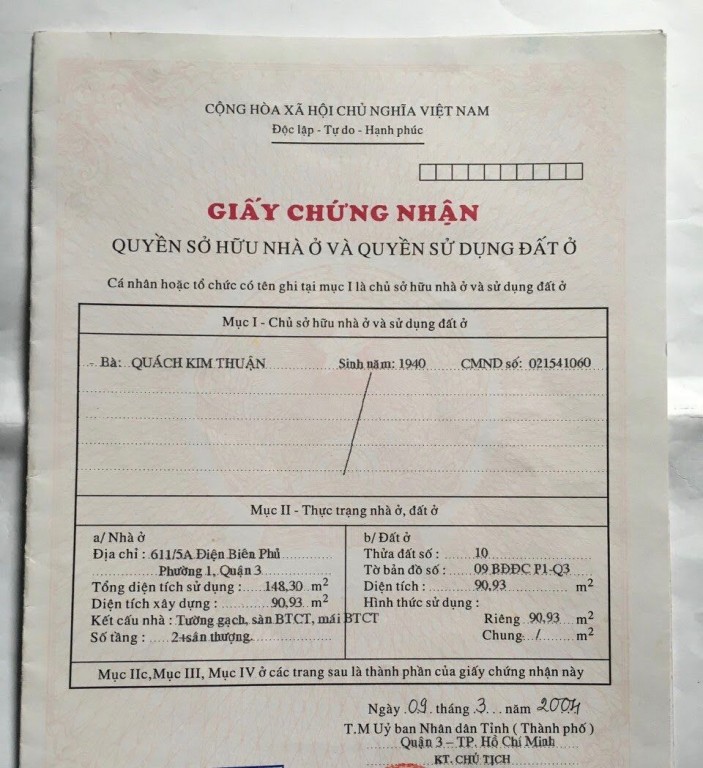 CỘNG HÒA XÃ HỘI CHỦ NGHĨA VIỆT NAM
Độc lập - Tự do - Hạnh phúc
GIẤY CHỨNG NHẬN
QUYỀN SỞ HỮU NHÀ Ở VÀ QUYỀN SỬ DỤNG ĐẤT Ở
Cá nhân hoặc tổ chức có tên ghi tại mục I là chủ sở hữu nhà ở và sử dụng đất ở
Mục I - Chủ sở hữu nhà ở và sử dụng đất ở
- Bà: QUÁCH KIM THUẬN Sinh năm: 1940 CMND số: 021541060
Mục II - Thực trạng nhà ở, đất ở
a/ Nhà ở
Địa chỉ : 611/5A Điện Biên Phủ
Phường 1, Quận 3
Tổng diện tích sử dụng : 148,30 m2
Diện tích xây dựng : 90,93 m2
Kết cấu nhà : Tường gạch, sàn BTCT, mái BTCT
Số tầng : 2+sân thượng
b/ Đất ở
Thửa đất số : 10
Tờ bản đồ số : 09 BĐĐC P1-Q3
Diện tích : 90,93 m2
Hình thức sử dụng :
Riêng 90,93 m2
Chung / m2
Mục IIc, Mục III, Mục IV ở các trang sau là thành phần của giấy chứng nhận này
Ngày 09 tháng 3 năm 2004
T.M Uỷ ban Nhân dân Tỉnh ( Thành phố )
Quận 3 – TP. Hồ Chí Minh
KT. CHỦ TỊCH